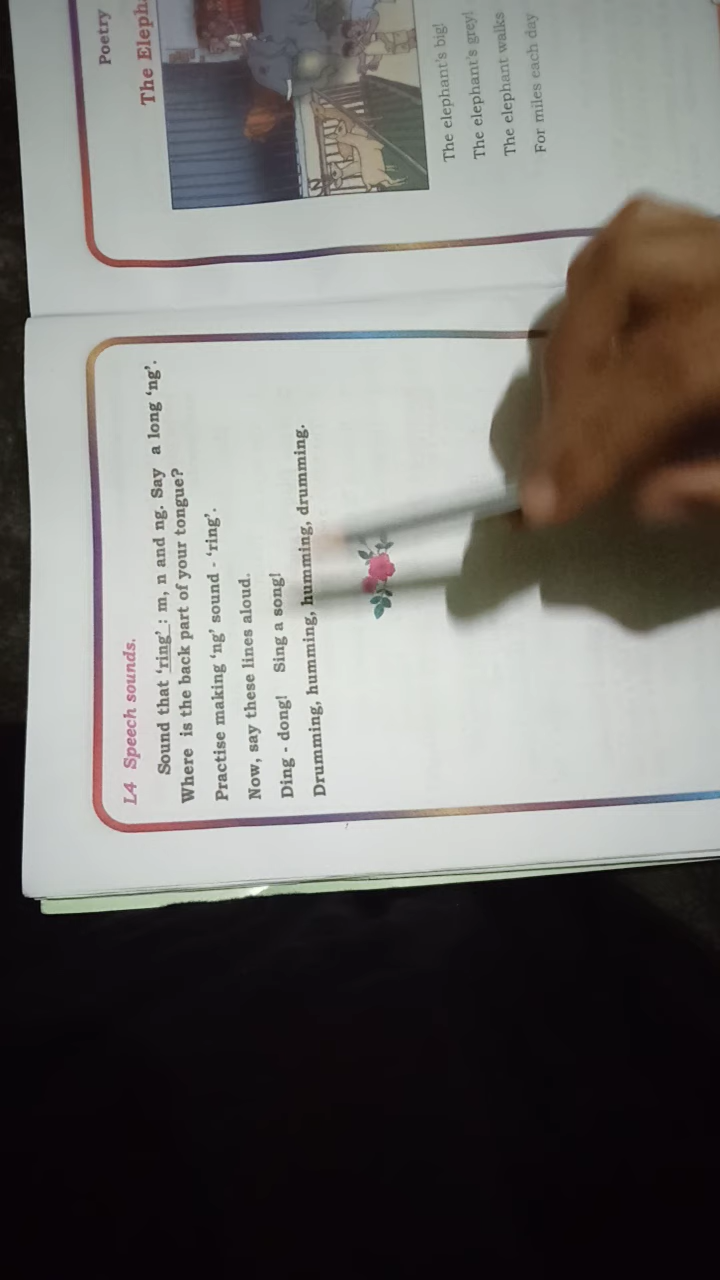 L4 Speech sounds.
Sound that 'ring' : m, n and ng. Say a long 'ng'.
Where is the back part of your tongue?
Practise making 'ng' sound - 'ring'.
Now, say these lines aloud.
Ding - dong! Sing a song!
Drumming, humming, humming, drumming.
Poetry
The
The elephant's big!
The elephant's grey!
The elephant walks
For miles each day